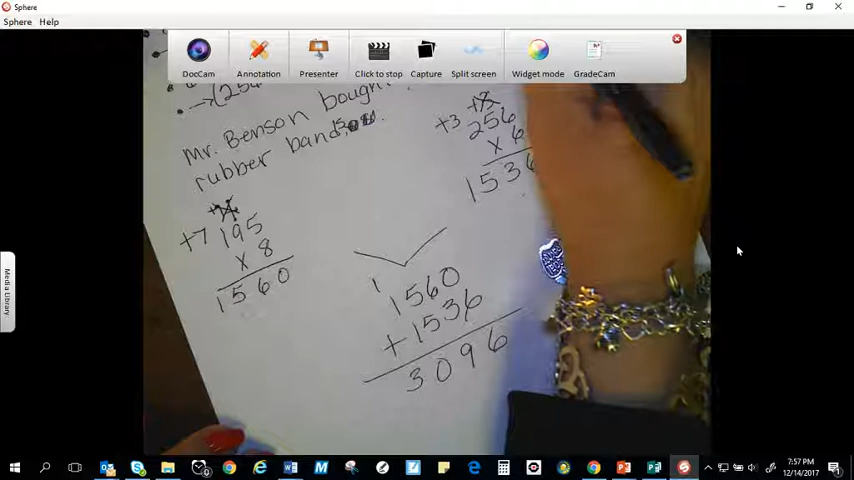 Sphere
Sphere Help
DocCam
Annotation
Presenter
Click to stop
Capture
Split screen
Widget mode
GradeCam
Media Library
Mr. Benson bought
rubber bands.
+3
256
x 6
1536
+7 195
x 8
1560
1
1560
+1536
3096
7:57 PM
12/14/2017